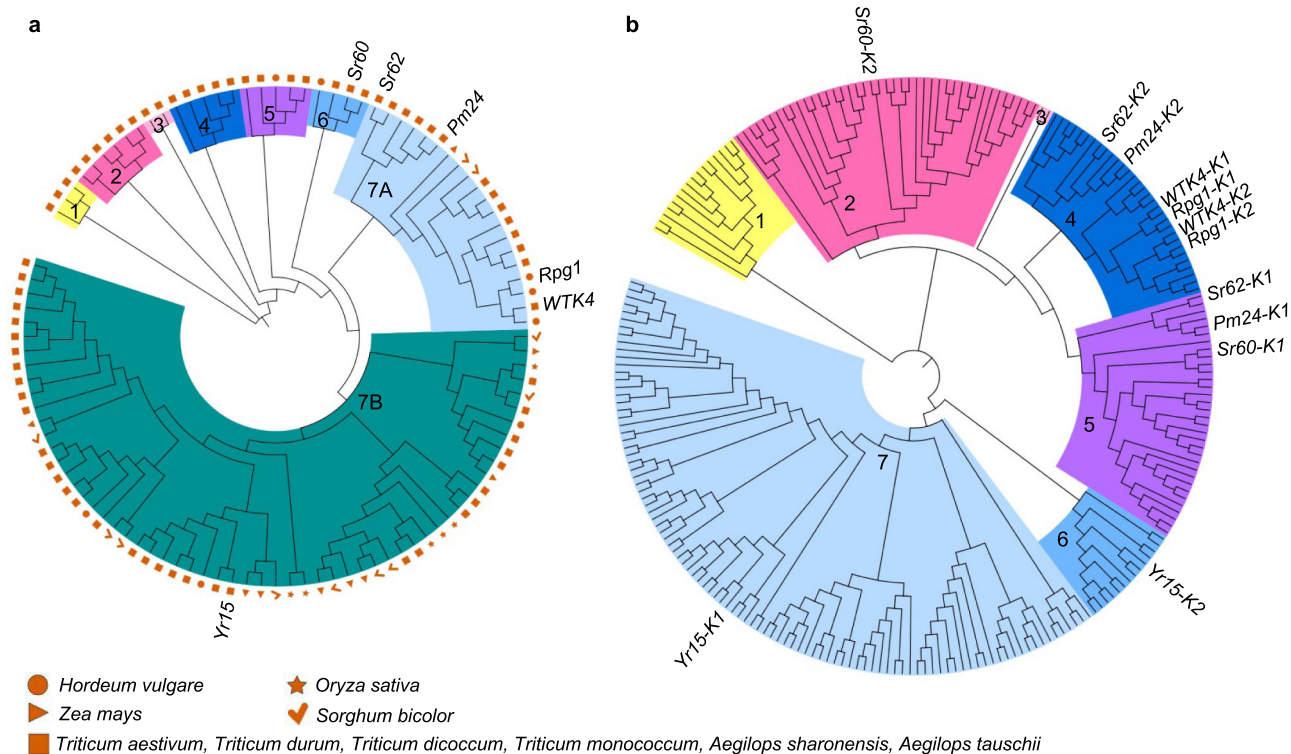 a
Sr60
Sr62
Pm24
1
2
3
4
5
6
7A
Rpg1
WTK4
7B
Yr15
b
Sr60-K2
Sr62-K2
Pm24-K2
WTK4-K1
Rpg1-K1
WTK4-K2
Rpg1-K2
Sr62-K1
Pm24-K1
Sr60-K1
1
2
3
4
5
6
7
Yr15-K2
Yr15-K1
Hordeum vulgare
Oryza sativa
Zea mays
Sorghum bicolor
Triticum aestivum, Triticum durum, Triticum dicoccum, Triticum monococcum, Aegilops sharonensis, Aegilops tauschii